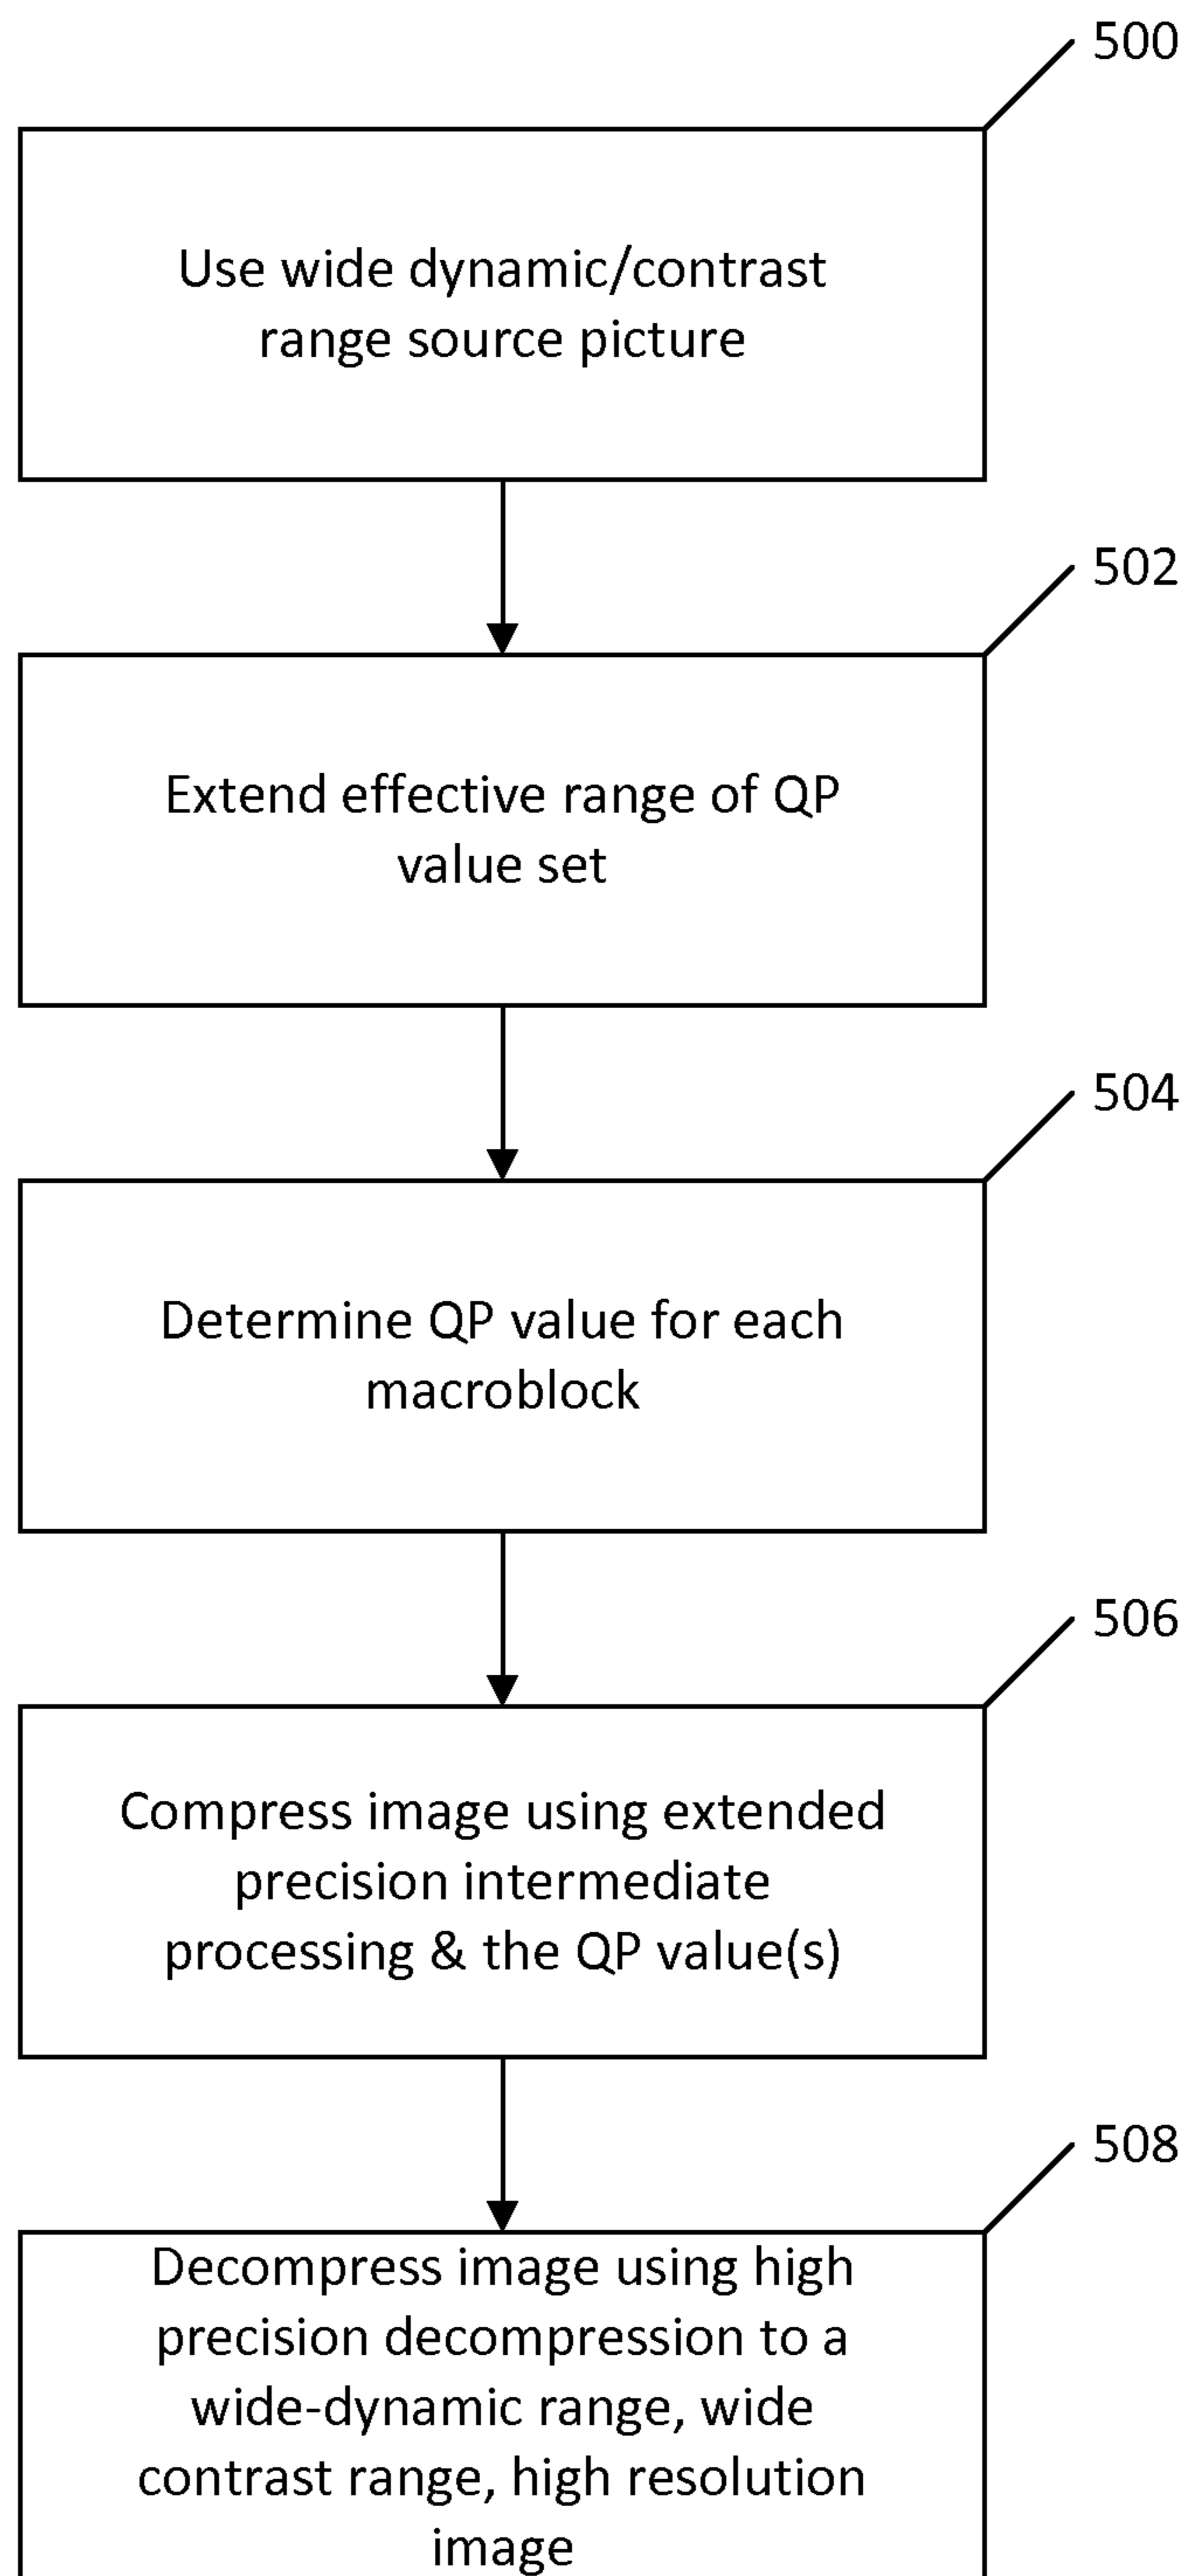 500
Use wide dynamic/contrast
range source picture
502
Extend effective range of QP
value set
504
Determine QP value for each
macroblock
506
Compress image using extended
precision intermediate
processing & the QP value(s)
508
Decompress image using high
precision decompression to a
wide-dynamic range, wide
contrast range, high resolution
image